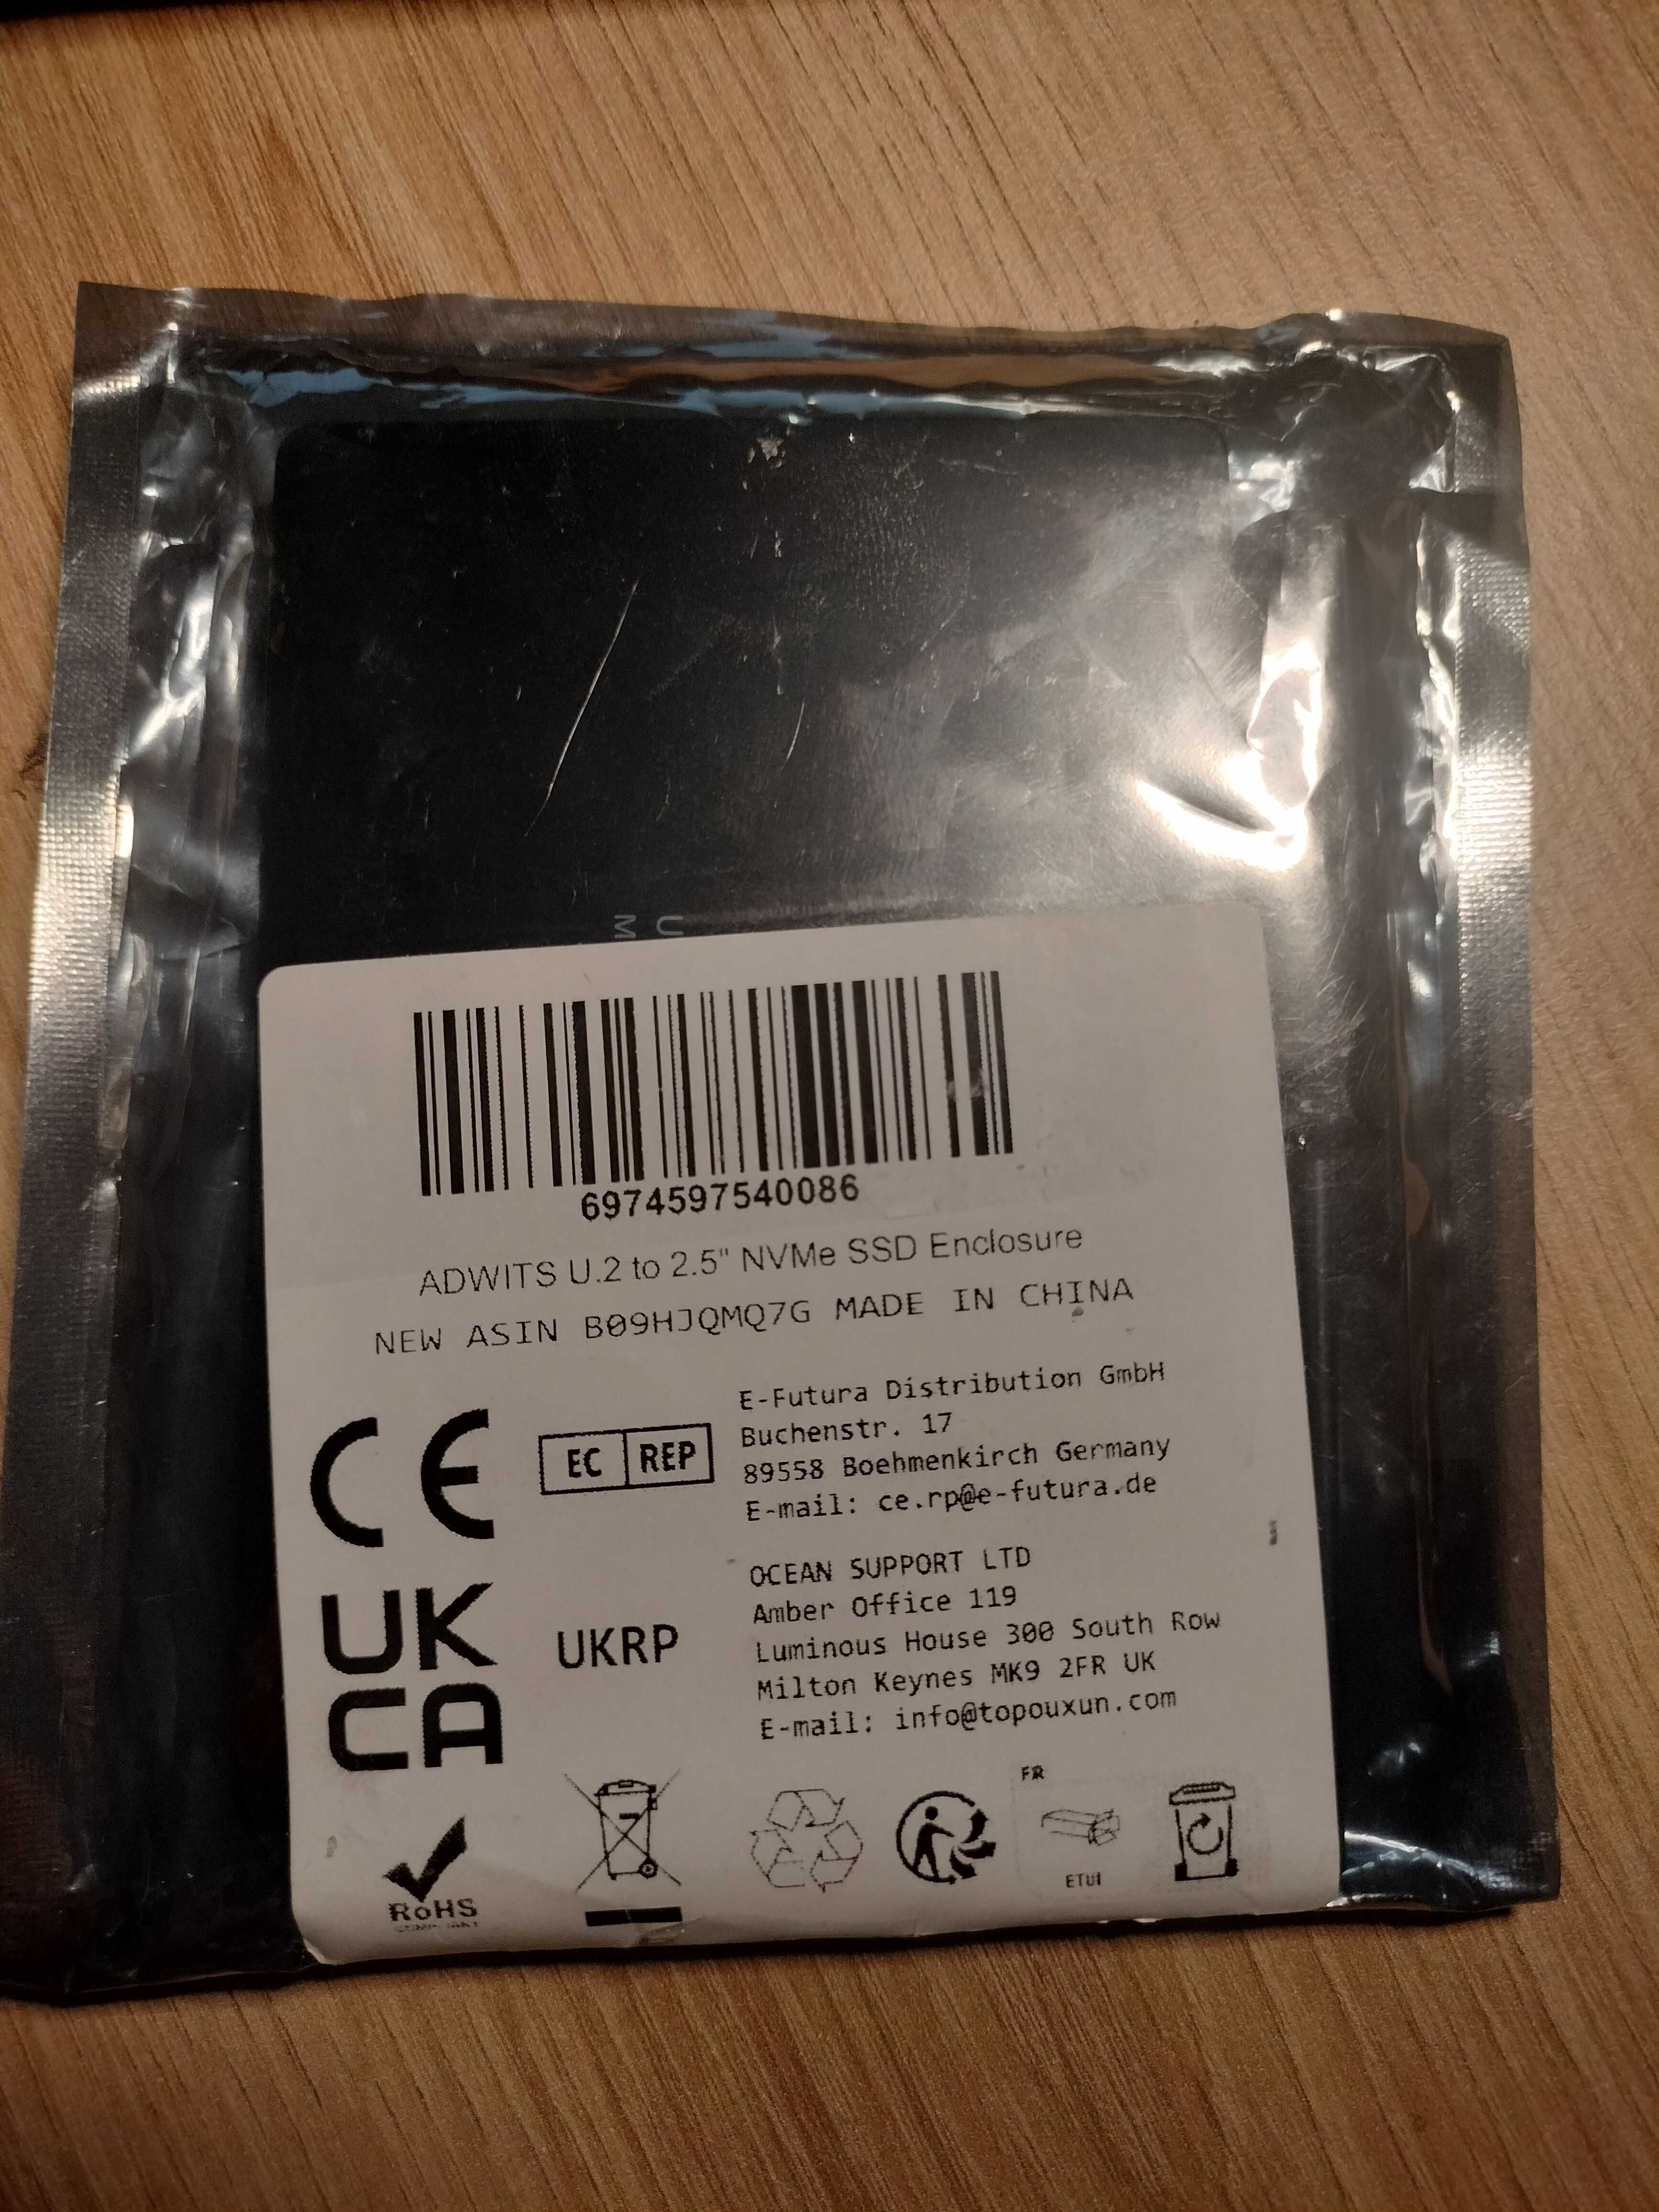 U
M
6974597540086
ADWITS U.2 to 2.5" NVMe SSD Enclosure
NEW ASIN B09HJQMQ7G MADE IN CHINA
CE
EC REP
E-Futura Distribution GmbH
Buchenstr. 17
89558 Boehmenkirch Germany
E-mail: ce.rp@e-futura.de
UK
CA
UKRP
OCEAN SUPPORT LTD
Amber Office 119
Luminous House 300 South Row
Milton Keynes MK9 2FR UK
E-mail: info@topouxun.com
RoHS
FR
ETUI